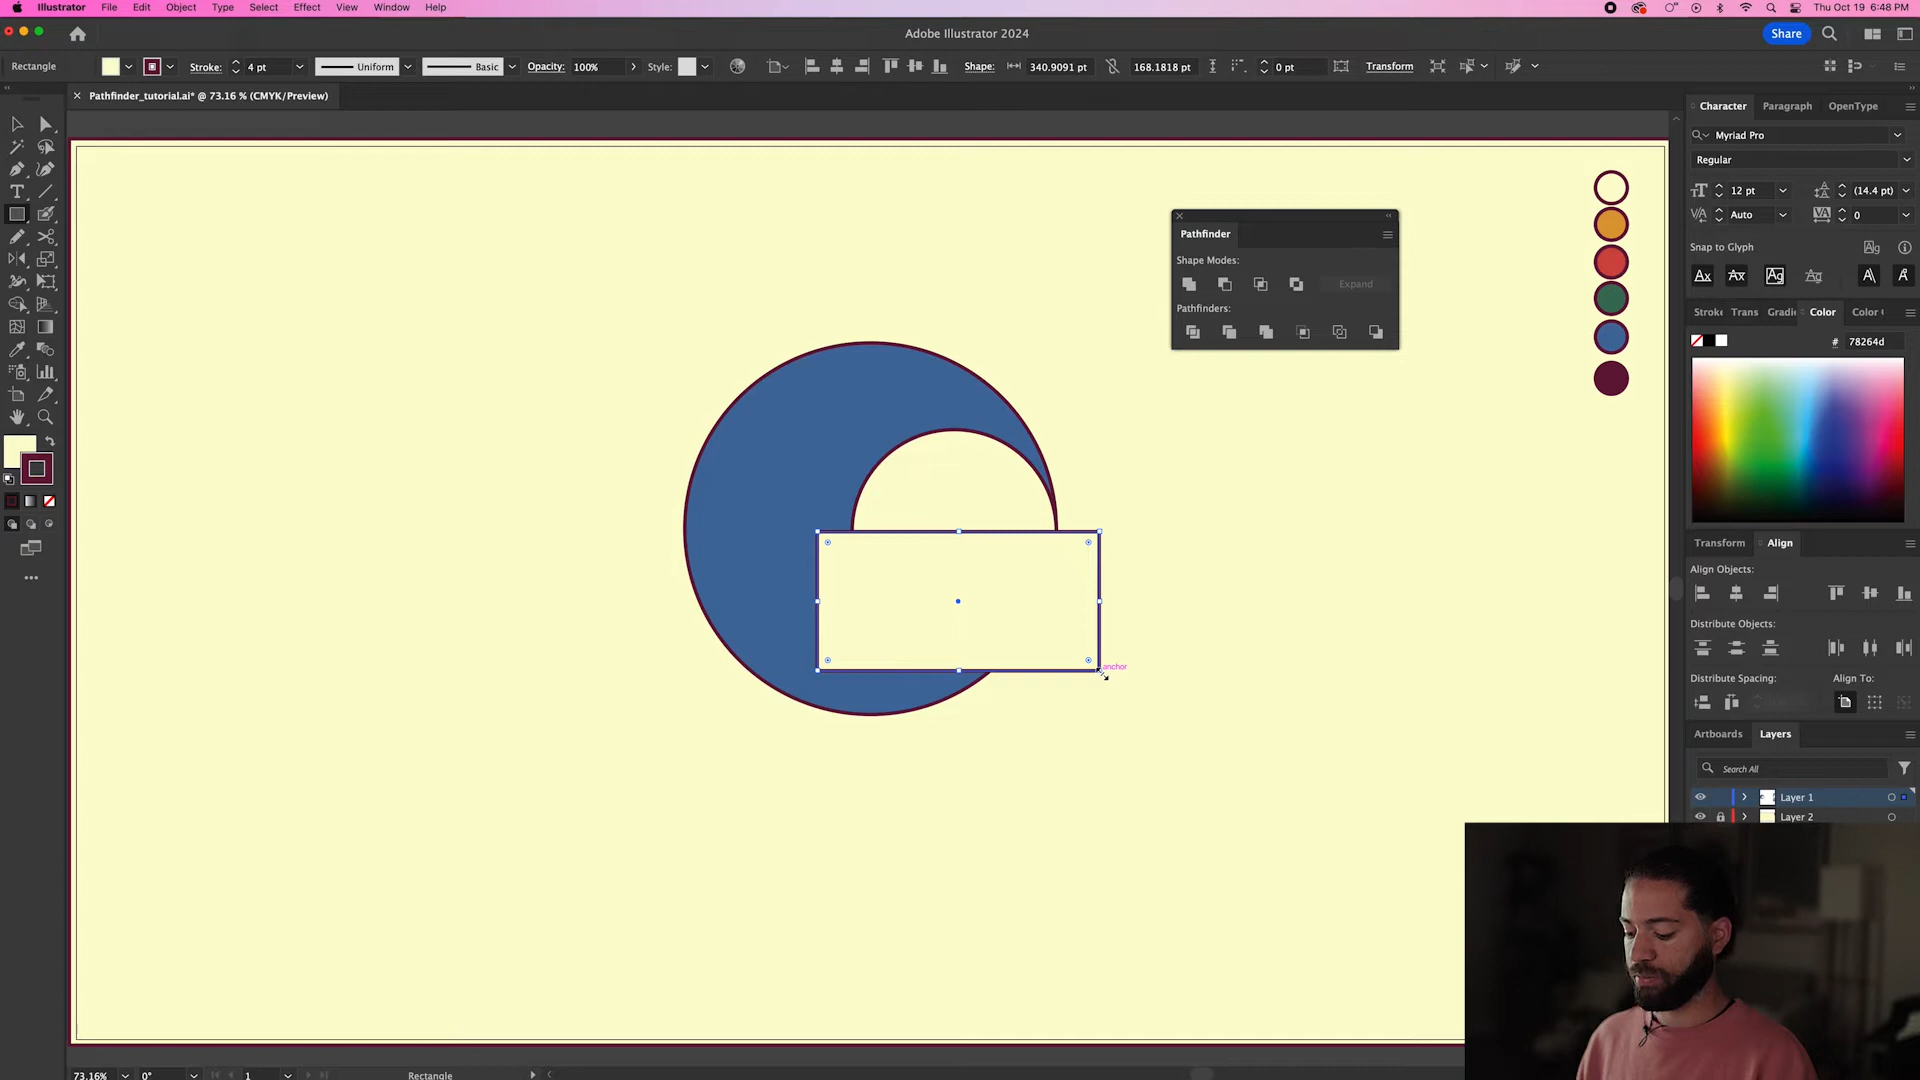 Illustrator File Edit Object Type Select Effect View Window Help Thu Oct 19 6:48 PM
Adobe Illustrator 2024 Share
Rectangle Stroke: 4 pt Uniform Basic Opacity: 100% Style: Shape: 340.9091 pt 168.1818 pt 0 pt Transform
× Pathfinder_tutorial.ai* @ 73.16 % (CMYK/Preview)
Character Paragraph OpenType
Myriad Pro
Regular
12 pt (14.4 pt)
Auto 0
Snap to Glyph
Pathfinder
Shape Modes:
Expand
Pathfinders:
Stroke Trans Gradie Color Color
# 78264d
anchor
Transform Align
Align Objects:
Distribute Objects:
Distribute Spacing: Align To:
Artboards Layers
Search All
Layer 1
Layer 2
73.16% 0° 1 Rectangle